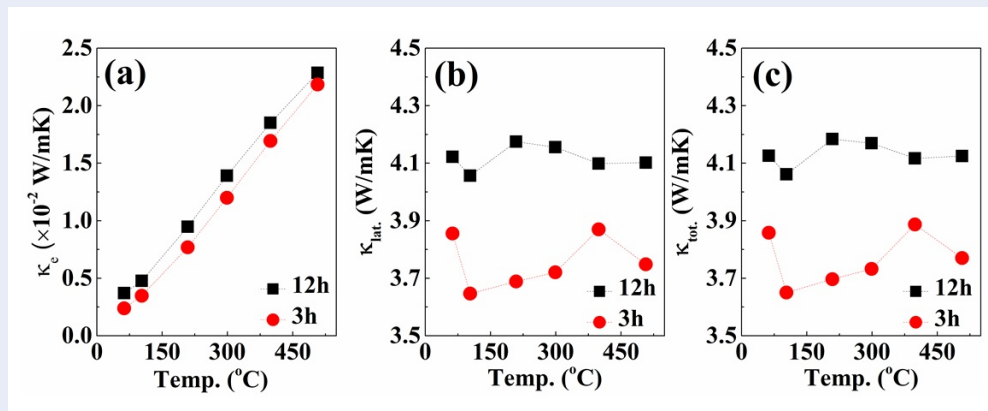 (a)
2.5
2.0
1.5
1.0
0.5
0.0
κe (×10-2 W/mK)
12h
3h
0 150 300 450
Temp. (oC)
(b)
4.5
4.3
4.1
3.9
3.7
3.5
κlat. (W/mK)
12h
3h
0 150 300 450
Temp. (oC)
(c)
4.5
4.3
4.1
3.9
3.7
3.5
κtot. (W/mK)
12h
3h
0 150 300 450
Temp. (oC)